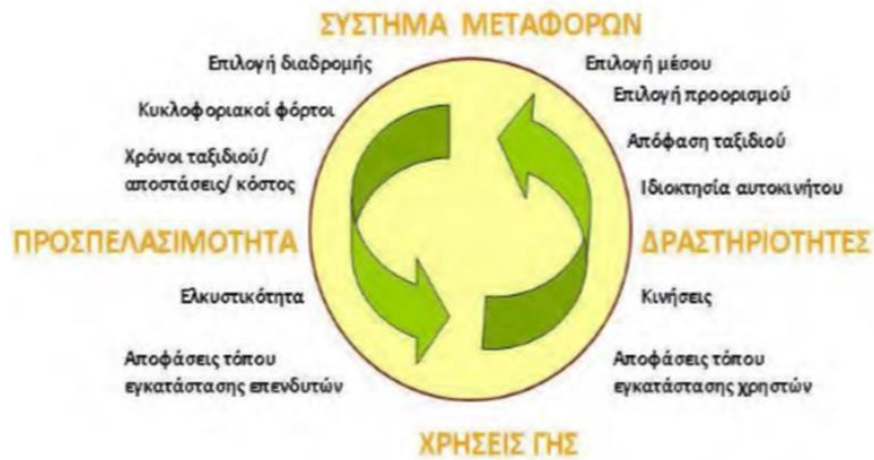 ΣΥΣΤΗΜΑ ΜΕΤΑΦΟΡΩΝ
Επιλογή διαδρομής
Κυκλοφοριακοί φόρτοι
Χρόνοι ταξιδιού/
αποστάσεις/ κόστος
Επιλογή μέσου
Επιλογή προορισμού
Απόφαση ταξιδιού
Ιδιοκτησία αυτοκινήτου
ΠΡΟΣΠΕΛΑΣΙΜΟΤΗΤΑ
ΔΡΑΣΤΗΡΙΟΤΗΤΕΣ
Ελκυστικότητα
Αποφάσεις τόπου
εγκατάστασης επενδυτών
Κινήσεις
Αποφάσεις τόπου
εγκατάστασης χρηστών
ΧΡΗΣΕΙΣ ΓΗΣ